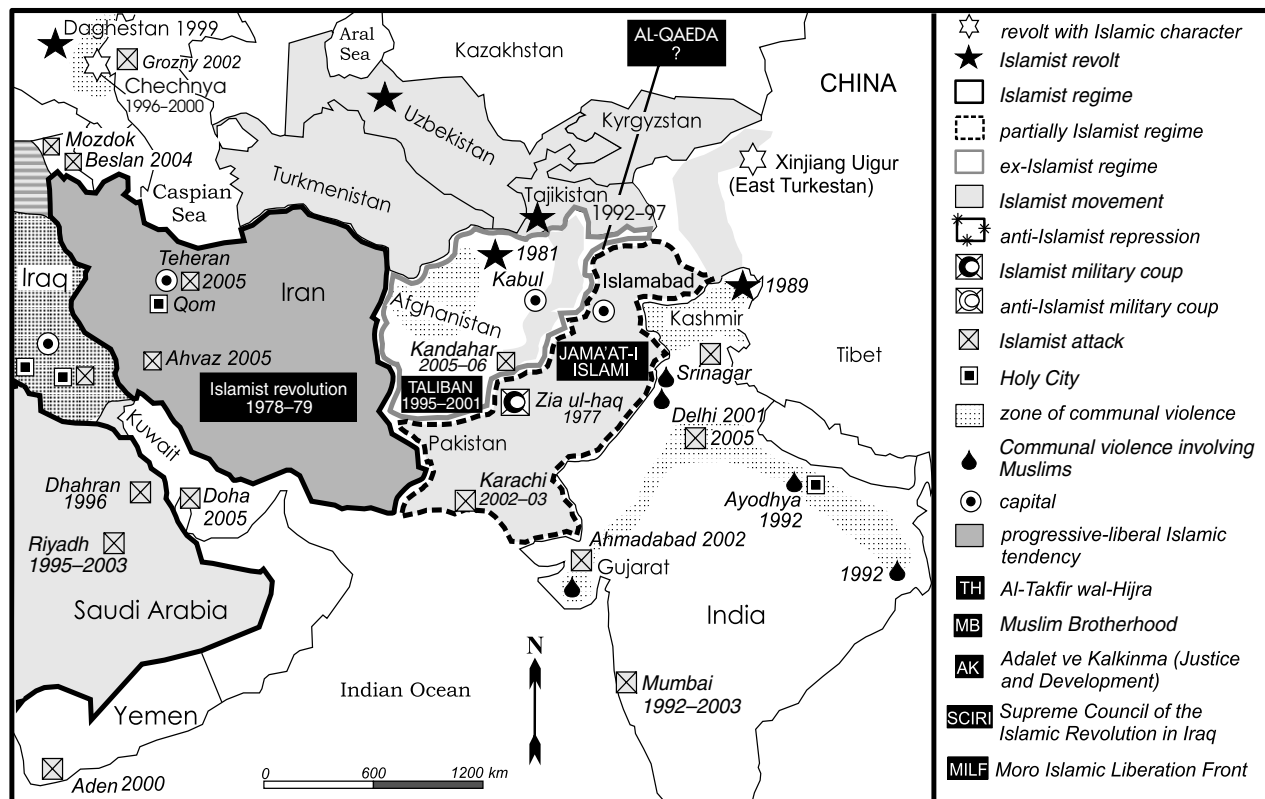 Daghestan 1999
Grozny 2002
Chechnya
1996–2000
Aral
Sea
Kazakhstan
AL-QAEDA
?
CHINA
Uzbekistan
Kyrgyzstan
Mozdok
Beslan 2004
Caspian
Sea
Turkmenistan
Tajikistan
1992–97
Xinjiang Uigur
(East Turkestan)
Teheran
2005
Qom
Iran
Iraq
1981
Kabul
Afghanistan
Islamabad
1989
Kashmir
Tibet
Ahvaz 2005
Islamist revolution
1978–79
Kandahar
2005–06
TALIBAN
1995–2001
JAMA'AT-I
ISLAMI
Srinagar
Zia ul-haq
1977
Delhi 2001
2005
Kuwait
Pakistan
Dhahran
1996
Doha
2005
Karachi
2002–03
Ayodhya
1992
Riyadh
1995–2003
Ahmadabad 2002
Gujarat
1992
Saudi Arabia
India
N
Indian Ocean
Mumbai
1992–2003
Yemen
Aden 2000
0 600 1200 km
revolt with Islamic character
Islamist revolt
Islamist regime
partially Islamist regime
ex-Islamist regime
Islamist movement
anti-Islamist repression
Islamist military coup
anti-Islamist military coup
Islamist attack
Holy City
zone of communal violence
Communal violence involving
Muslims
capital
progressive-liberal Islamic
tendency
TH Al-Takfir wal-Hijra
MB Muslim Brotherhood
AK Adalet ve Kalkinma (Justice
and Development)
SCIRI Supreme Council of the
Islamic Revolution in Iraq
MILF Moro Islamic Liberation Front